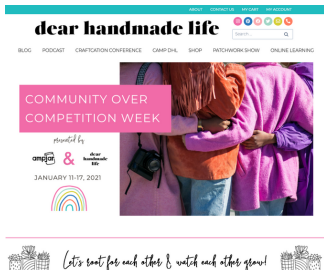 ABOUT CONTACT US MY CART MY ACCOUNT
dear handmade life
Search...
BLOG PODCAST CRAFTCATION CONFERENCE CAMP DHL SHOP PATCHWORK SHOW ONLINE LEARNING
COMMUNITY OVER
COMPETITION WEEK
presented by
ampjar & dear handmade life
JANUARY 11-17, 2021
Let's root for each other & watch each other grow!